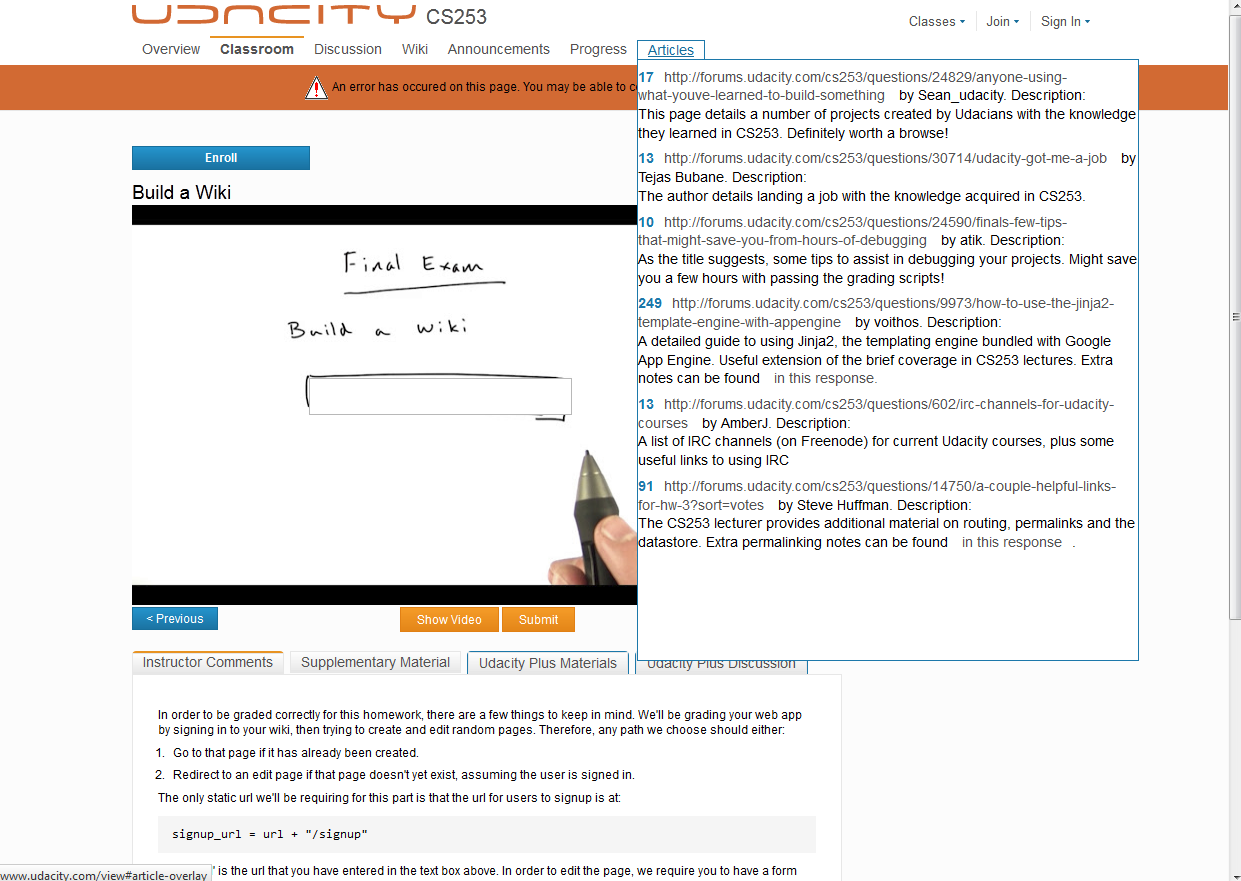 UDACITY CS253
Classes Join Sign In
Overview Classroom Discussion Wiki Announcements Progress Articles
An error has occured on this page. You may be able to
17 http://forums.udacity.com/cs253/questions/24829/anyone-using-
what-youve-learned-to-build-something by Sean_udacity. Description:
This page details a number of projects created by Udacians with the knowledge
they learned in CS253. Definitely worth a browse!
13 http://forums.udacity.com/cs253/questions/30714/udacity-got-me-a-job by
Tejas Bubane. Description:
The author details landing a job with the knowledge acquired in CS253.
10 http://forums.udacity.com/cs253/questions/24590/finals-few-tips-
that-might-save-you-from-hours-of-debugging by atik. Description:
As the title suggests, some tips to assist in debugging your projects. Might save
you a few hours with passing the grading scripts!
249 http://forums.udacity.com/cs253/questions/9973/how-to-use-the-jinja2-
template-engine-with-appengine by voithos. Description:
A detailed guide to using Jinja2, the templating engine bundled with Google
App Engine. Useful extension of the brief coverage in CS253 lectures. Extra
notes can be found in this response.
13 http://forums.udacity.com/cs253/questions/602/irc-channels-for-udacity-
courses by AmberJ. Description:
A list of IRC channels (on Freenode) for current Udacity courses, plus some
useful links to using IRC
91 http://forums.udacity.com/cs253/questions/14750/a-couple-helpful-links-
for-hw-3?sort=votes by Steve Huffman. Description:
The CS253 lecturer provides additional material on routing, permalinks and the
datastore. Extra permalinking notes can be found in this response .
Enroll
Build a Wiki
Final Exam
Build a wiki
< Previous Show Video Submit
Instructor Comments Supplementary Material Udacity Plus Materials Udacity Plus Discussion
In order to be graded correctly for this homework, there are a few things to keep in mind. We'll be grading your web app
by signing in to your wiki, then trying to create and edit random pages. Therefore, any path we choose should either:
1. Go to that page if it has already been created.
2. Redirect to an edit page if that page doesn't yet exist, assuming the user is signed in.
The only static url we'll be requiring for this part is that the url for users to signup is at:
signup_url = url + "/signup"
' is the url that you have entered in the text box above. In order to edit the page, we require you to have a form
www.udacity.com/view#article-overlay